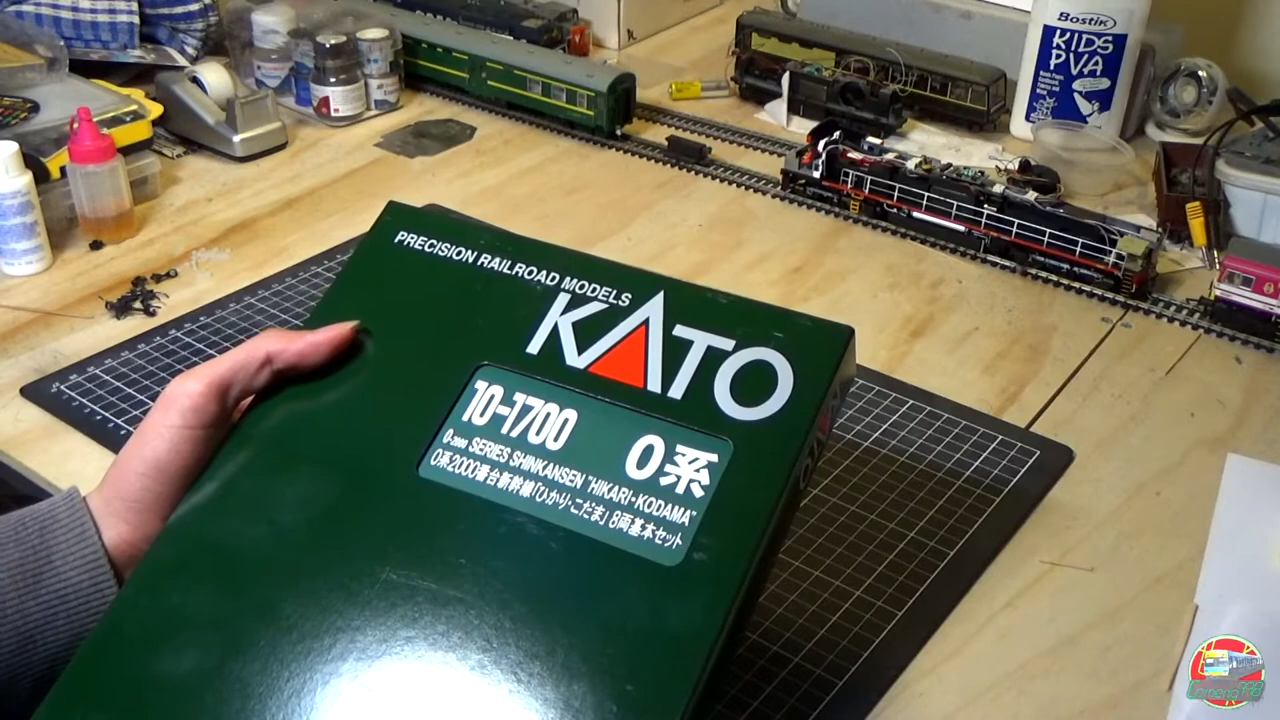 Bostik
KIDS
PVA
PRECISION RAILROAD MODELS
KATO
10-1700
0系
0-2000 SERIES SHINKANSEN "HIKARI・KODAMA"
0系2000番台新幹線「ひかり・こだま」8両基本セット